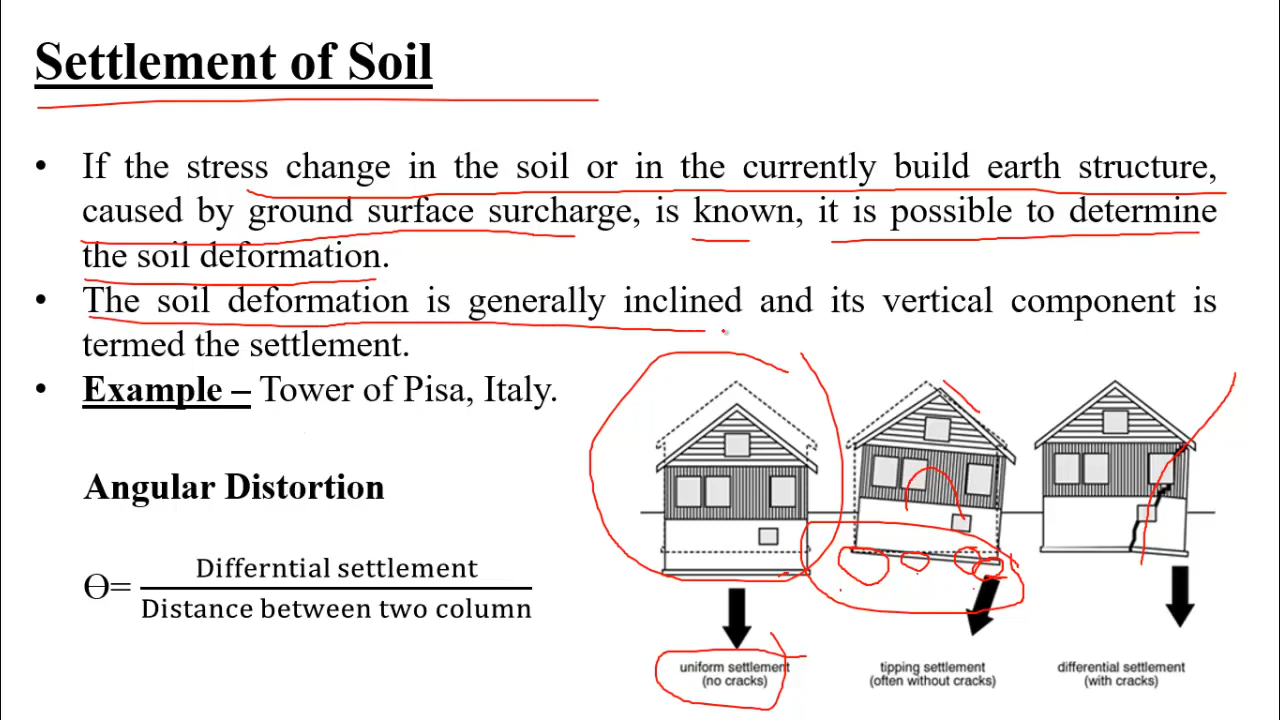 Settlement of Soil
• If the stress change in the soil or in the currently build earth structure,
caused by ground surface surcharge, is known, it is possible to determine
the soil deformation.
• The soil deformation is generally inclined and its vertical component is
termed the settlement.
• Example – Tower of Pisa, Italy.
Angular Distortion
Ɵ= Differntial settlement
Distance between two column
uniform settlement
(no cracks)
tipping settlement
(often without cracks)
differential settlement
(with cracks)